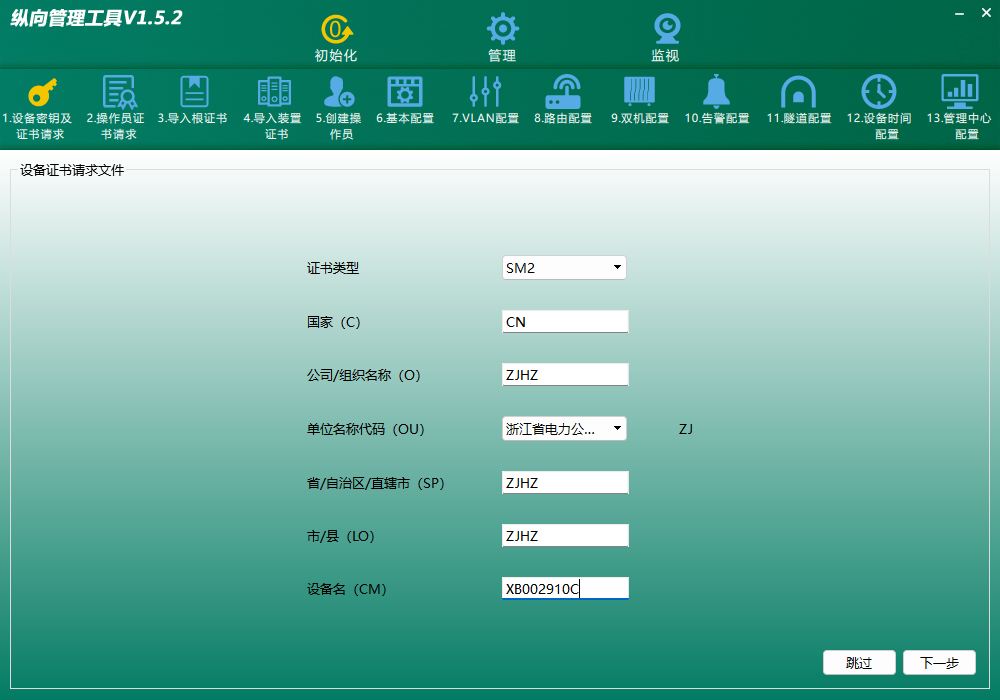 纵向管理工具V1.5.2
初始化
管理
监视
1.设备密钥及
证书请求
2.操作员证
书请求
3.导入根证书
4.导入装置
证书
5.创建操
作员
6.基本配置
7.VLAN配置
8.路由配置
9.双机配置
10.告警配置
11.隧道配置
12.设备时间
配置
13.管理中心
配置
设备证书请求文件
证书类型 SM2
国家（C） CN
公司/组织名称（O） ZJHZ
单位名称代码（OU） 浙江省电力公... ZJ
省/自治区/直辖市（SP） ZJHZ
市/县（LO） ZJHZ
设备名（CM） XB002910C
跳过 下一步